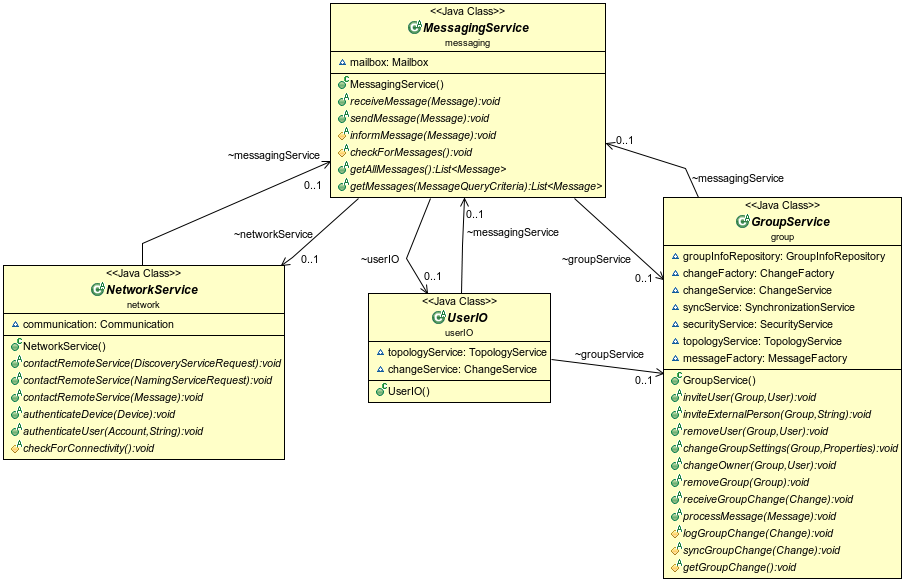 <<Java Class>>
MessagingService
messaging
mailbox: Mailbox
MessagingService()
receiveMessage(Message):void
sendMessage(Message):void
informMessage(Message):void
checkForMessages():void
getAllMessages():List<Message>
getMessages(MessageQueryCriteria):List<Message>
~messagingService
0..1
~networkService
0..1
~userIO
0..1
~messagingService
0..1
~groupService
0..1
~messagingService
0..1
~groupService
0..1
<<Java Class>>
NetworkService
network
communication: Communication
NetworkService()
contactRemoteService(DiscoveryServiceRequest):void
contactRemoteService(NamingServiceRequest):void
contactRemoteService(Message):void
authenticateDevice(Device):void
authenticateUser(Account,String):void
checkForConnectivity():void
<<Java Class>>
UserIO
userIO
topologyService: TopologyService
changeService: ChangeService
UserIO()
<<Java Class>>
GroupService
group
groupInfoRepository: GroupInfoRepository
changeFactory: ChangeFactory
changeService: ChangeService
syncService: SynchronizationService
securityService: SecurityService
topologyService: TopologyService
messageFactory: MessageFactory
GroupService()
inviteUser(Group,User):void
inviteExternalPerson(Group,String):void
removeUser(Group,User):void
changeGroupSettings(Group,Properties):void
changeOwner(Group,User):void
removeGroup(Group):void
receiveGroupChange(Change):void
processMessage(Message):void
logGroupChange(Change):void
syncGroupChange(Change):void
getGroupChange():void